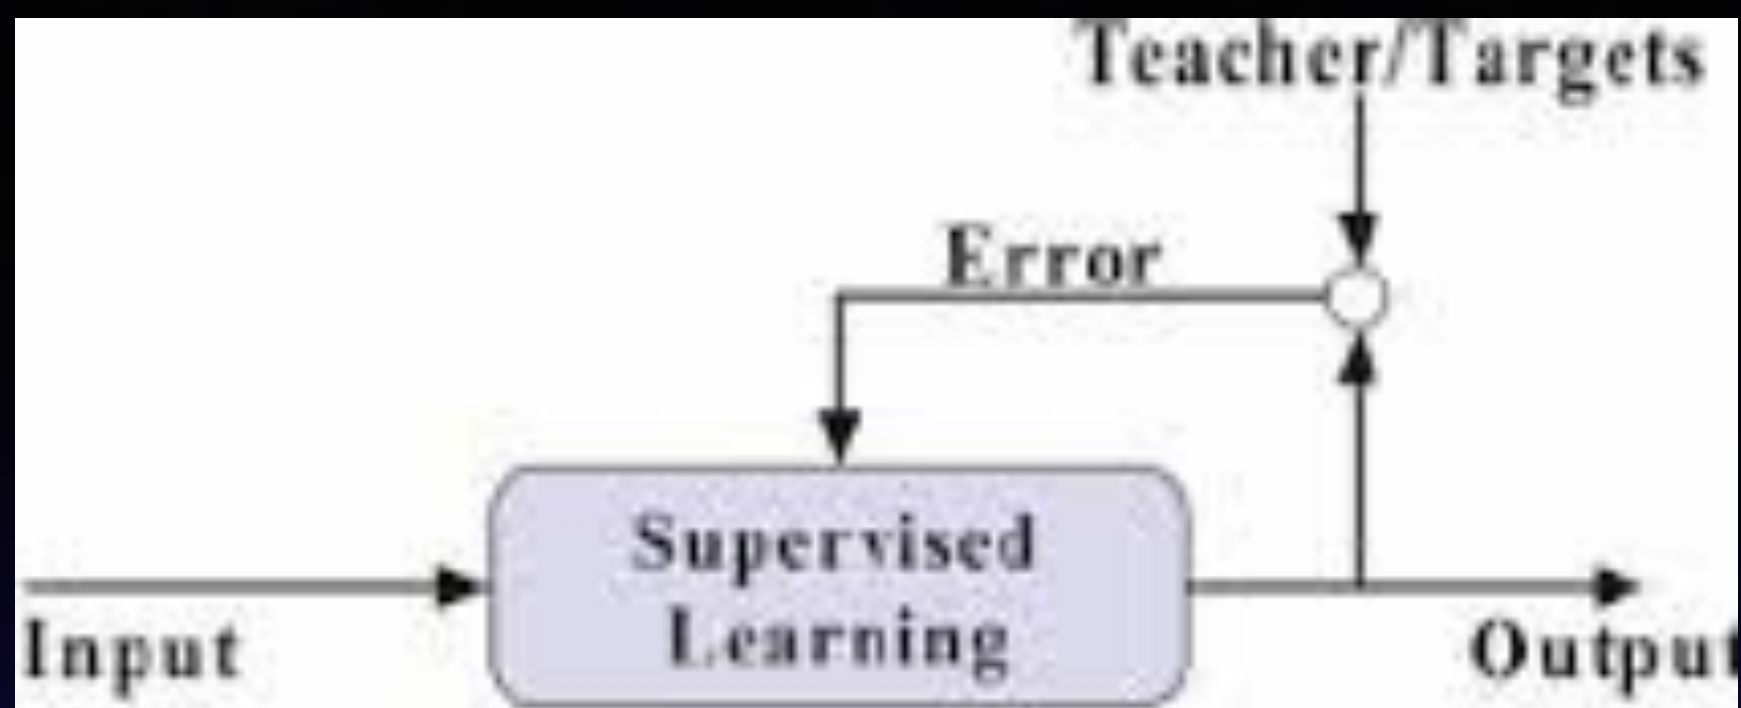 Teacher/Targets
Error
Supervised
Learning
Input
Output